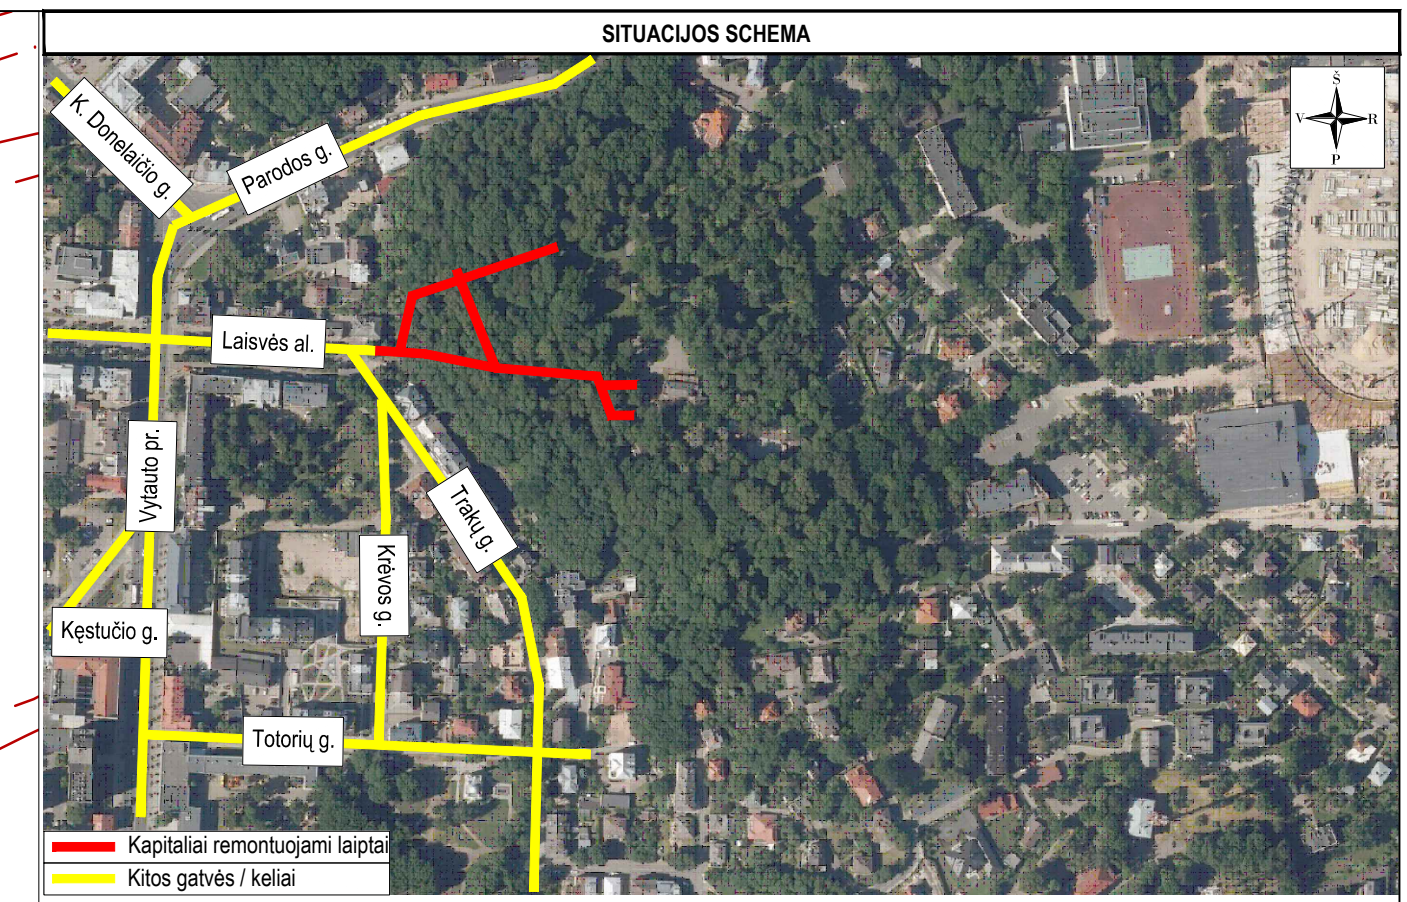 SITUACIJOS SCHEMA
Š
V
R
P
K. Donelaičio g.
Parodos g.
Laisvės al.
Vytauto pr.
Trakų g.
Krėvos g.
Kęstučio g.
Totorių g.
Kapitaliai remontuojami laiptai
Kitos gatvės / keliai